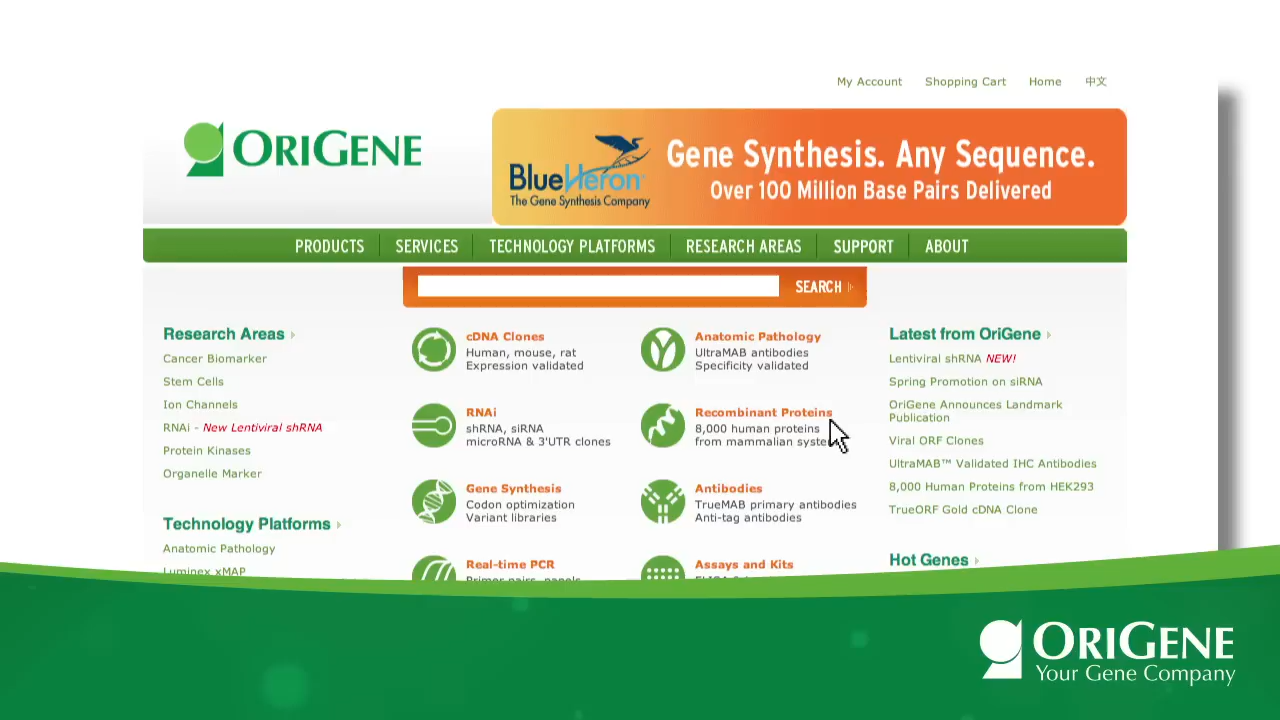 My Account Shopping Cart Home 中文
ORIGENE
BlueHeron
The Gene Synthesis Company
Gene Synthesis. Any Sequence.
Over 100 Million Base Pairs Delivered
PRODUCTS SERVICES TECHNOLOGY PLATFORMS RESEARCH AREAS SUPPORT ABOUT
SEARCH
Research Areas
Cancer Biomarker
Stem Cells
Ion Channels
RNAi - New Lentiviral shRNA
Protein Kinases
Organelle Marker
Technology Platforms
Anatomic Pathology
Luminex xMAP
cDNA Clones
Human, mouse, rat
Expression validated
RNAi
shRNA, siRNA
microRNA & 3'UTR clones
Gene Synthesis
Codon optimization
Variant libraries
Real-time PCR
Primer pairs, panels
Anatomic Pathology
UltraMAB antibodies
Specificity validated
Recombinant Proteins
8,000 human proteins
from mammalian
Antibodies
TrueMAB primary antibodies
Anti-tag antibodies
Assays and Kits
Latest from OriGene
Lentiviral shRNA NEW!
Spring Promotion on siRNA
OriGene Announces Landmark
Publication
Viral ORF Clones
UltraMAB™ Validated IHC Antibodies
8,000 Human Proteins from HEK293
TrueORF Gold cDNA Clone
Hot Genes
ORIGENE
Your Gene Company